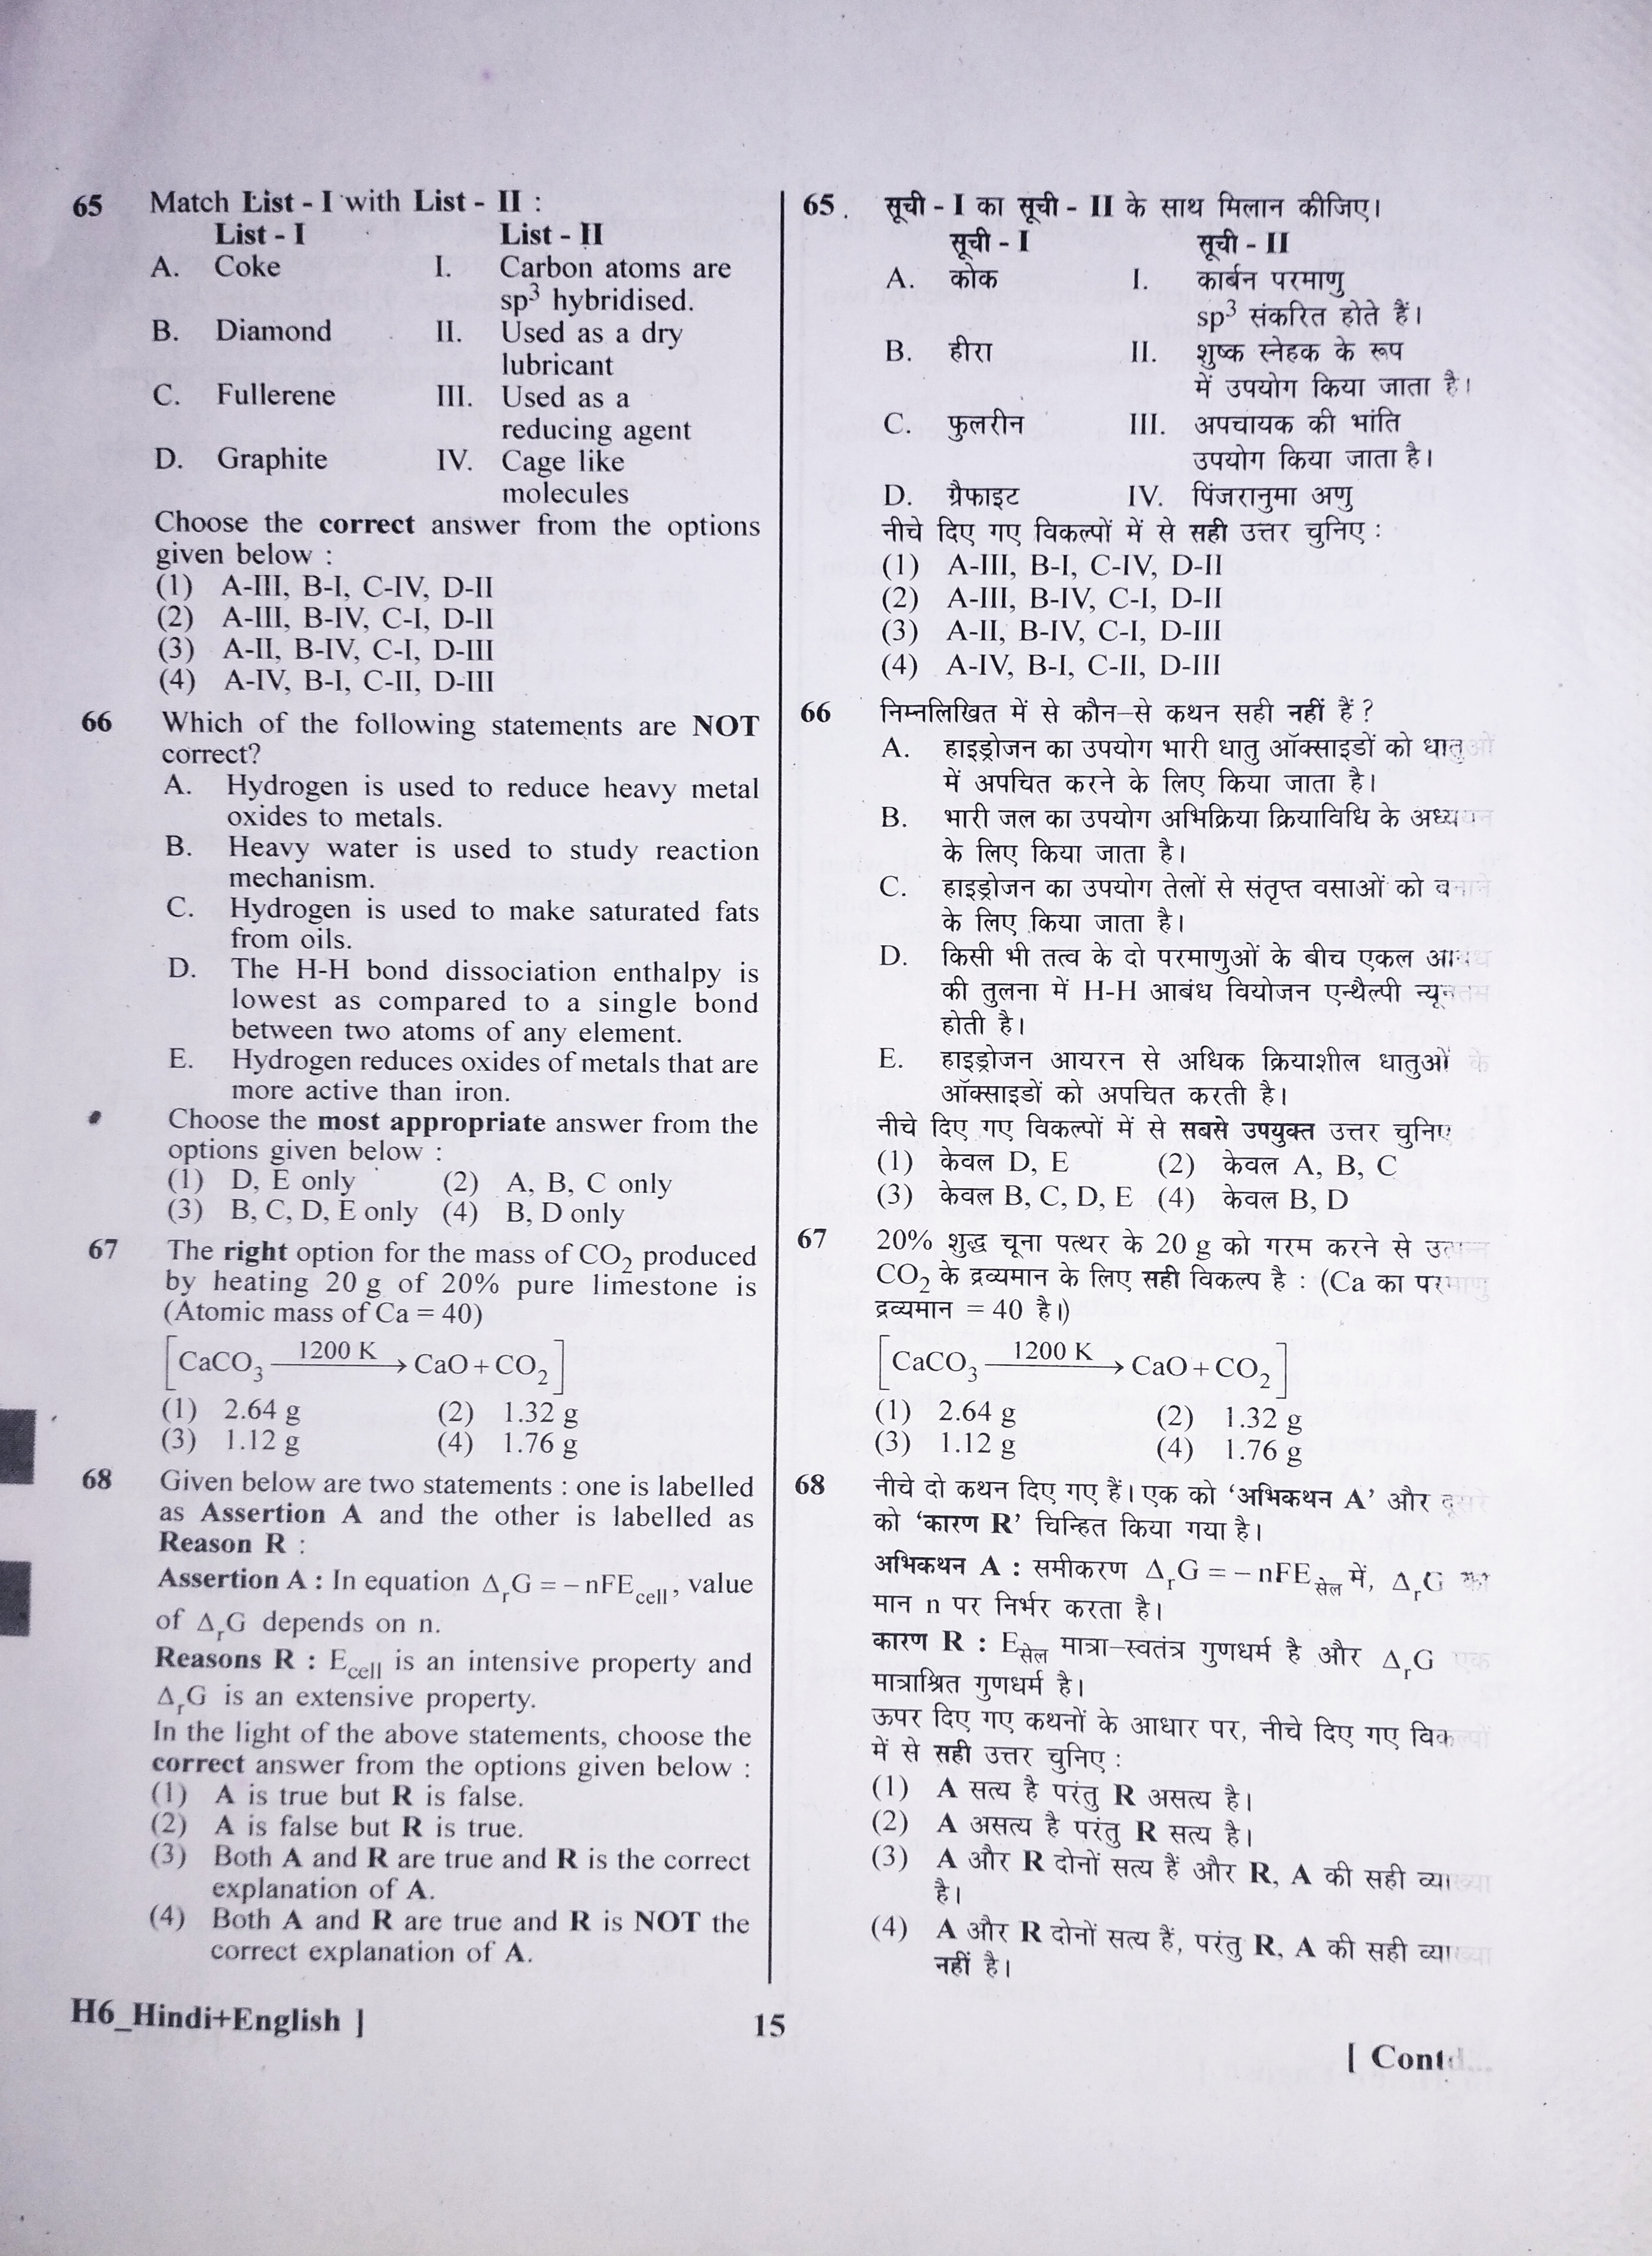 65 Match List - I with List - II :
List - I List - II
A. Coke I. Carbon atoms are
sp³ hybridised.
B. Diamond II. Used as a dry
lubricant
C. Fullerene III. Used as a
reducing agent
D. Graphite IV. Cage like
molecules
Choose the correct answer from the options
given below :
(1) A-III, B-I, C-IV, D-II
(2) A-III, B-IV, C-I, D-II
(3) A-II, B-IV, C-I, D-III
(4) A-IV, B-I, C-II, D-III
66 Which of the following statements are NOT
correct?
A. Hydrogen is used to reduce heavy metal
oxides to metals.
B. Heavy water is used to study reaction
mechanism.
C. Hydrogen is used to make saturated fats
from oils.
D. The H-H bond dissociation enthalpy is
lowest as compared to a single bond
between two atoms of any element.
E. Hydrogen reduces oxides of metals that are
more active than iron.
Choose the most appropriate answer from the
options given below :
(1) D, E only (2) A, B, C only
(3) B, C, D, E only (4) B, D only
67 The right option for the mass of CO₂ produced
by heating 20 g of 20% pure limestone is
(Atomic mass of Ca = 40)
[CaCO₃ 1200 K → CaO + CO₂]
(1) 2.64 g (2) 1.32 g
(3) 1.12 g (4) 1.76 g
68 Given below are two statements : one is labelled
as Assertion A and the other is labelled as
Reason R :
Assertion A : In equation ΔᵣG = – nFE cell, value
of ΔᵣG depends on n.
Reasons R : E cell is an intensive property and
ΔᵣG is an extensive property.
In the light of the above statements, choose the
correct answer from the options given below :
(1) A is true but R is false.
(2) A is false but R is true.
(3) Both A and R are true and R is the correct
explanation of A.
(4) Both A and R are true and R is NOT the
correct explanation of A.
65. सूची - I का सूची - II के साथ मिलान कीजिए।
सूची - I सूची - II
A. कोक I. कार्बन परमाणु
sp³ संकरित होते हैं।
B. हीरा II. शुष्क स्नेहक के रूप
में उपयोग किया जाता है।
C. फुलरीन III. अपचायक की भांति
उपयोग किया जाता है।
D. ग्रैफाइट IV. पिंजरानुमा अणु
नीचे दिए गए विकल्पों में से सही उत्तर चुनिए :
(1) A-III, B-I, C-IV, D-II
(2) A-III, B-IV, C-I, D-II
(3) A-II, B-IV, C-I, D-III
(4) A-IV, B-I, C-II, D-III
66 निम्नलिखित में से कौन–से कथन सही नहीं हैं ?
A. हाइड्रोजन का उपयोग भारी धातु ऑक्साइडों को धातुओं
में अपचित करने के लिए किया जाता है।
B. भारी जल का उपयोग अभिक्रिया क्रियाविधि के अध्ययन
के लिए किया जाता है।
C. हाइड्रोजन का उपयोग तेलों से संतृप्त वसाओं को बनाने
के लिए किया जाता है।
D. किसी भी तत्व के दो परमाणुओं के बीच एकल आबंध
की तुलना में H-H आबंध वियोजन एन्थैल्पी न्यूनतम
होती है।
E. हाइड्रोजन आयरन से अधिक क्रियाशील धातुओं के
ऑक्साइडों को अपचित करती है।
नीचे दिए गए विकल्पों में से सबसे उपयुक्त उत्तर चुनिए
(1) केवल D, E (2) केवल A, B, C
(3) केवल B, C, D, E (4) केवल B, D
67 20% शुद्ध चूना पत्थर के 20 g को गरम करने से उत्पन्न
CO₂ के द्रव्यमान के लिए सही विकल्प है : (Ca का परमाणु
द्रव्यमान = 40 है।)
[CaCO₃ 1200 K → CaO + CO₂]
(1) 2.64 g (2) 1.32 g
(3) 1.12 g (4) 1.76 g
68 नीचे दो कथन दिए गए हैं। एक को ‘अभिकथन A’ और दूसरे
को ‘कारण R’ चिन्हित किया गया है।
अभिकथन A : समीकरण ΔᵣG = – nFE सेल में, ΔᵣG का
मान n पर निर्भर करता है।
कारण R : E सेल मात्रा–स्वतंत्र गुणधर्म है और ΔᵣG एक
मात्राश्रित गुणधर्म है।
ऊपर दिए गए कथनों के आधार पर, नीचे दिए गए विकल्पों
में से सही उत्तर चुनिए :
(1) A सत्य है परंतु R असत्य है।
(2) A असत्य है परंतु R सत्य है।
(3) A और R दोनों सत्य हैं और R, A की सही व्याख्या
है।
(4) A और R दोनों सत्य हैं, परंतु R, A की सही व्याख्या
नहीं है।
H6_Hindi+English ] 15 [ Contd...